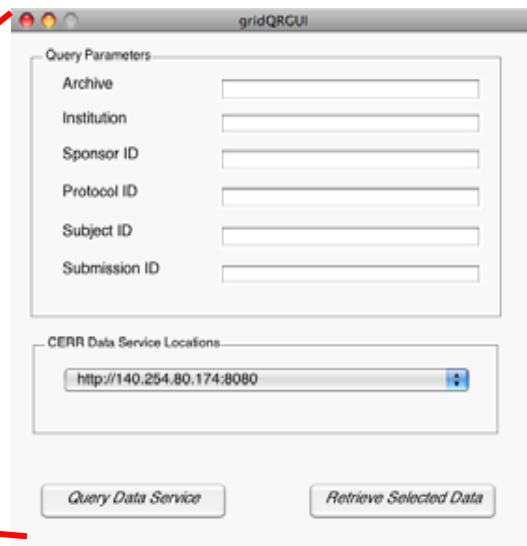 gridQRGUI
Query Parameters
Archive
Institution
Sponsor ID
Protocol ID
Subject ID
Submission ID
CERR Data Service Locations
http://140.254.80.174:8080
Query Data Service
Retrieve Selected Data